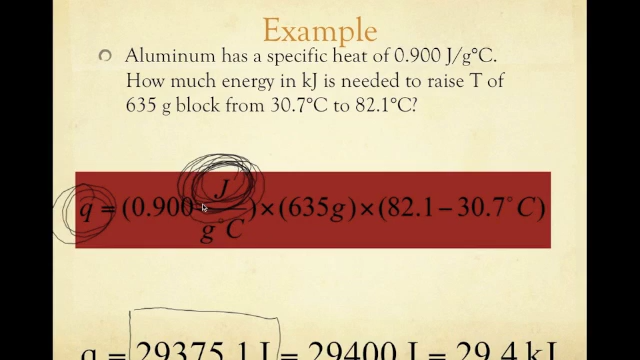 Example
Aluminum has a specific heat of 0.900 J/g°C.
How much energy in kJ is needed to raise T of
635 g block from 30.7°C to 82.1°C?
q = (0.900 J/g°C)×(635g)×(82.1−30.7°C)
q = 29375.1 J = 29400 J = 29.4 kJ